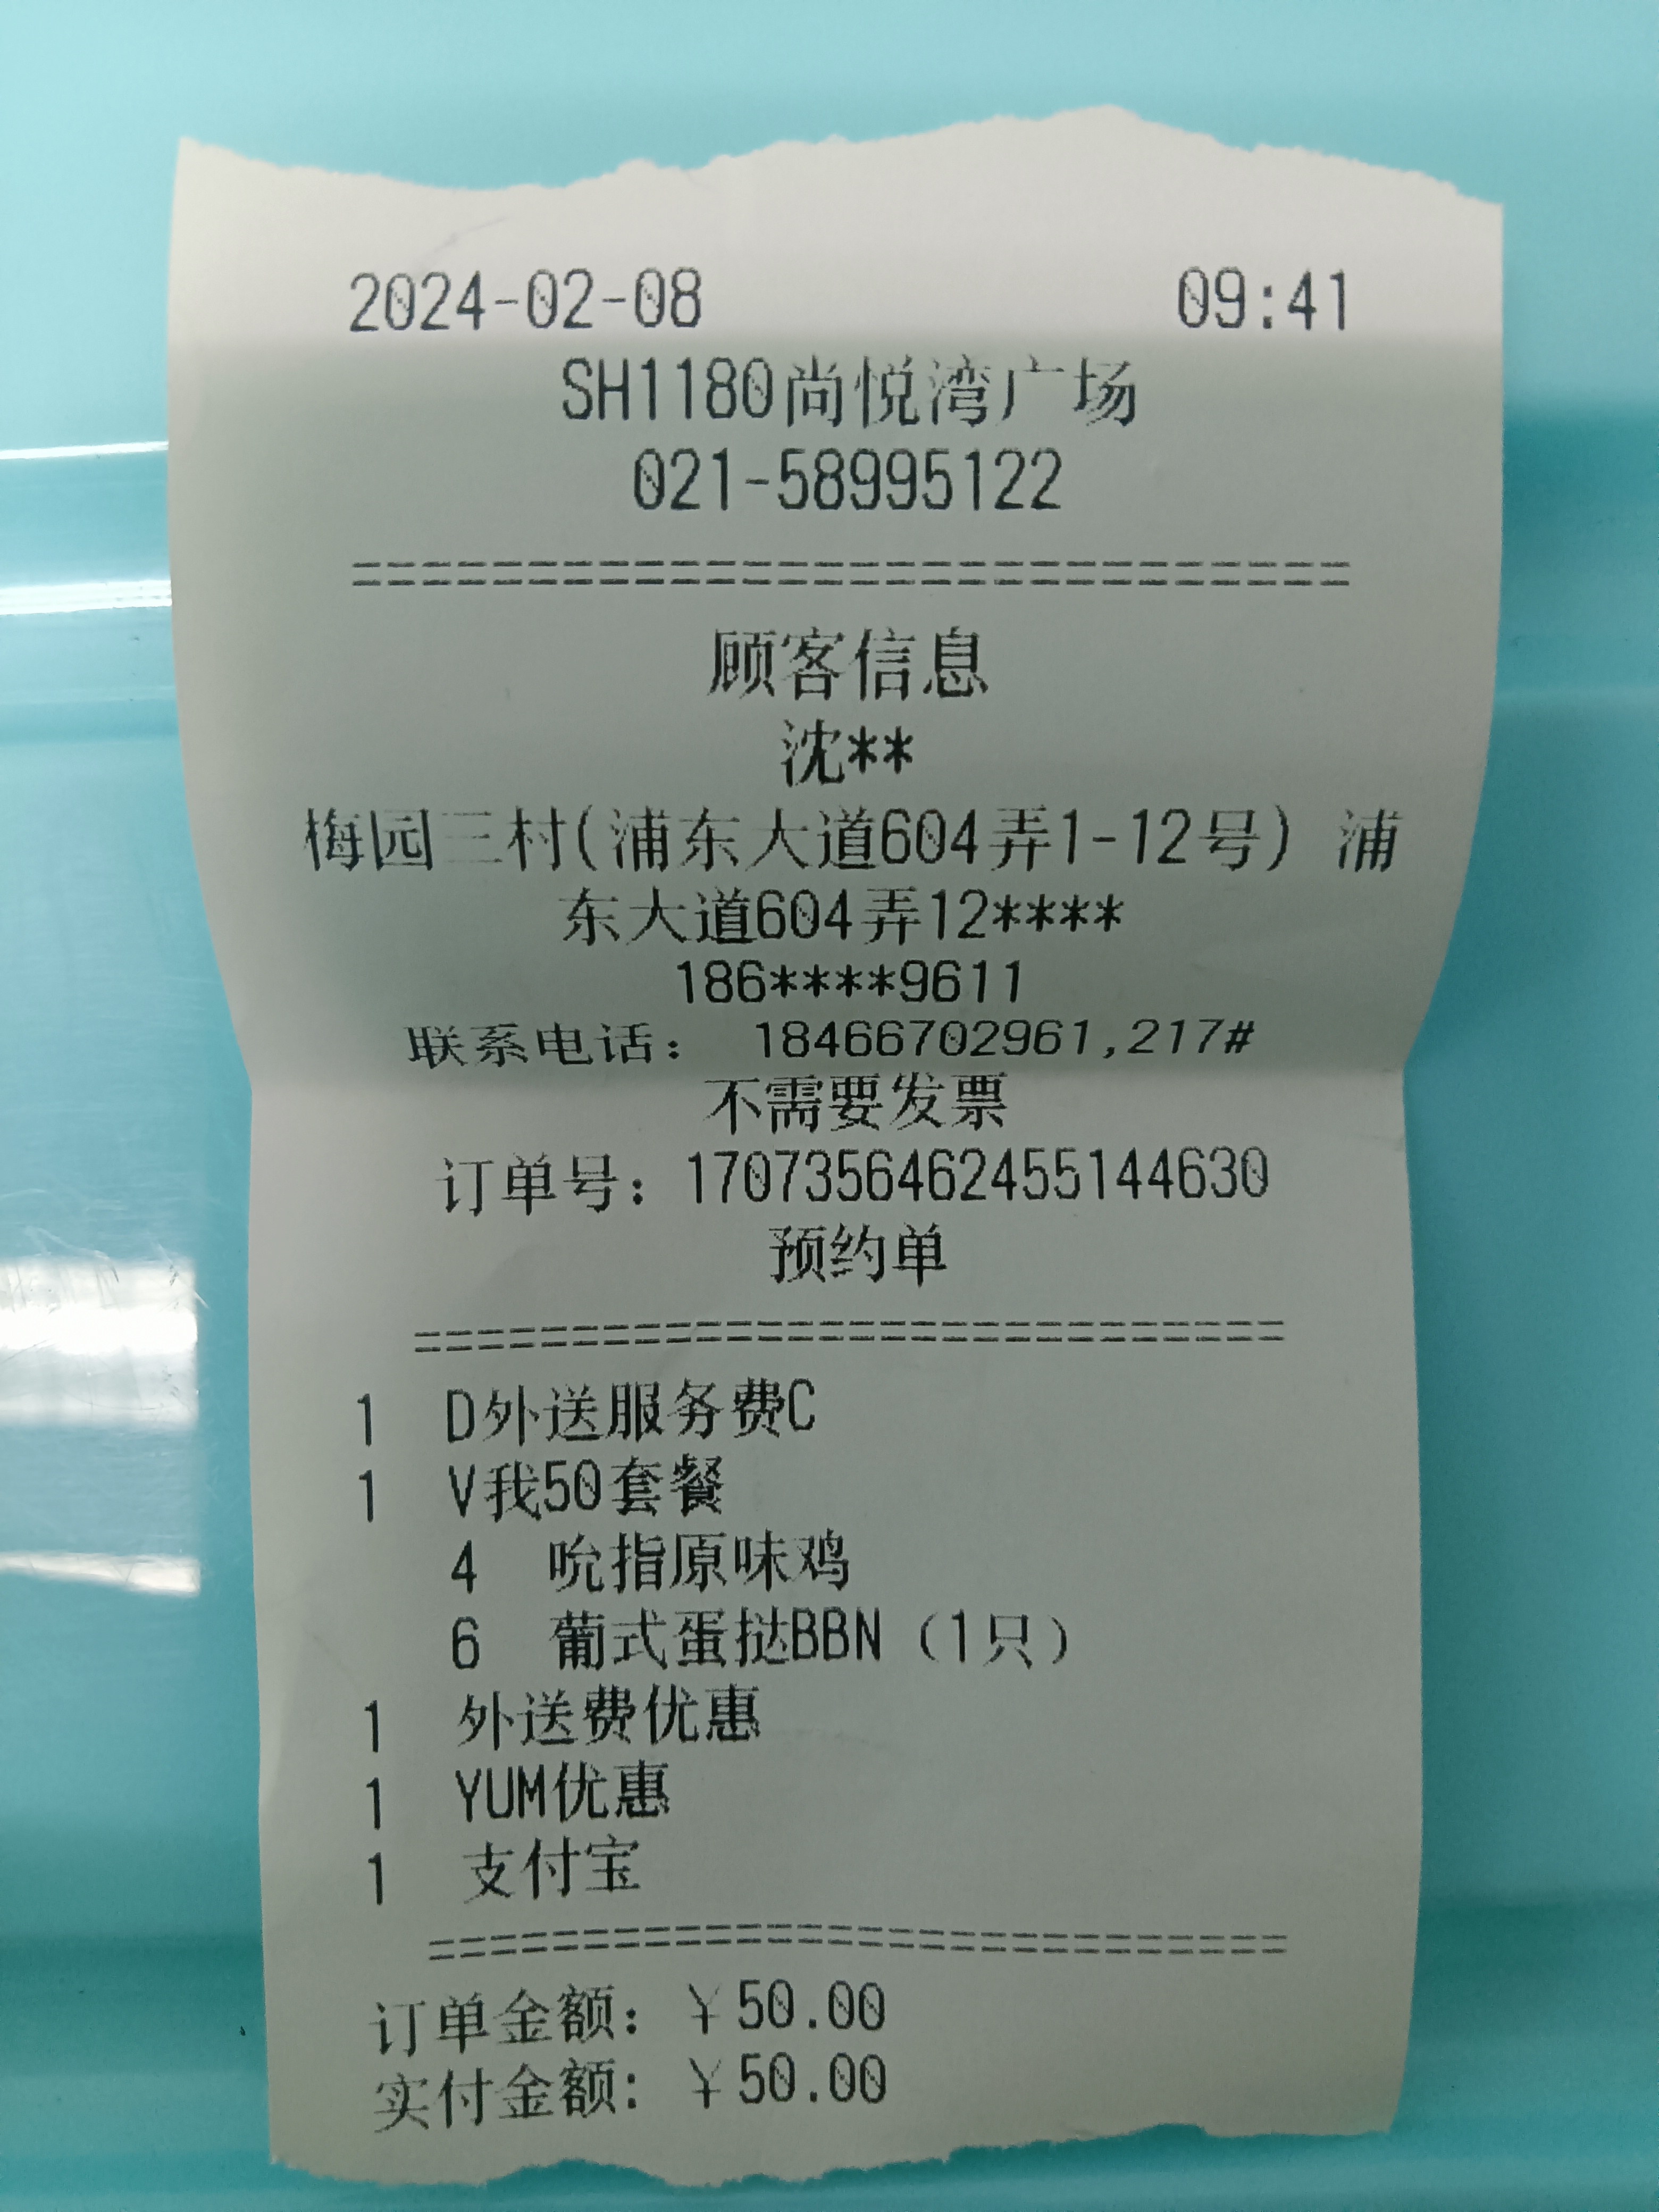 2024-02-08 09:41
SH1180尚悦湾广场
021-58995122
============================
顾客信息
沈**
梅园三村(浦东大道604弄1-12号) 浦
东大道604弄12****
186****9611
联系电话: 18466702961,217#
不需要发票
订单号:1707356462455144630
预约单
============================
1 D外送服务费C
1 V我50套餐
4 吮指原味鸡
6 葡式蛋挞BBN（1只）
1 外送费优惠
1 YUM优惠
1 支付宝
============================
订单金额:￥50.00
实付金额:￥50.00